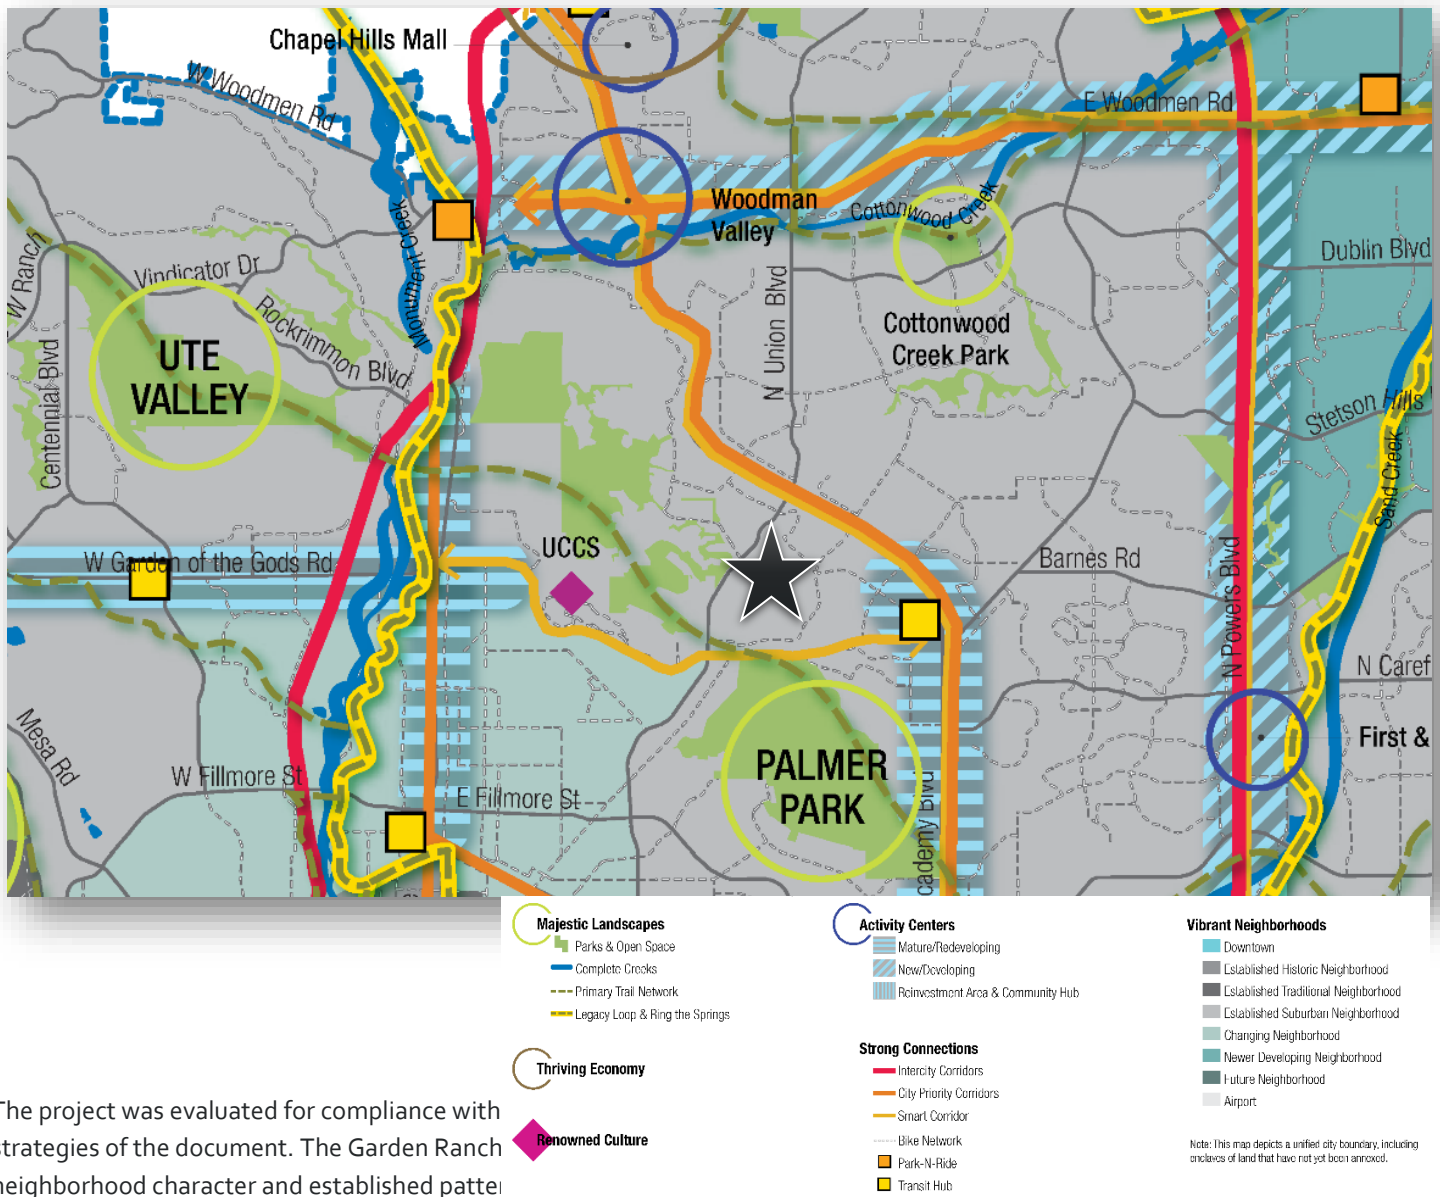 Chapel Hills Mall
W Woodmen Rd
E Woodmen Rd
Woodman
Valley
Cottonwood Creek
Dublin Blvd
W Ranch
Vindicator Dr
Monument Creek
N Union Blvd
Rockrimmon Blvd
Cottonwood
Creek Park
UTE
VALLEY
Centennial Blvd
Stetson Hills
Sand Creek
UCCS
W Garden of the Gods Rd
Barnes Rd
N Powers Blvd
N Caref
Mesa Rd
First &
W Fillmore St
E Fillmore St
PALMER
PARK
cademy Blvd
Majestic Landscapes
Parks & Open Space
Complete Creeks
Primary Trail Network
Legacy Loop & Ring the Springs
Thriving Economy
Renowned Culture
Activity Centers
Mature/Redeveloping
New/Developing
Reinvestment Area & Community Hub
Strong Connections
Intercity Corridors
City Priority Corridors
Smart Corridor
Bike Network
Park-N-Ride
Transit Hub
Vibrant Neighborhoods
Downtown
Established Historic Neighborhood
Established Traditional Neighborhood
Established Suburban Neighborhood
Changing Neighborhood
Newer Developing Neighborhood
Future Neighborhood
Airport
Note: This map depicts a unified city boundary, including
enclaves of land that have not yet been annexed.
The project was evaluated for compliance with
strategies of the document. The Garden Ranch
neighborhood character and established patter